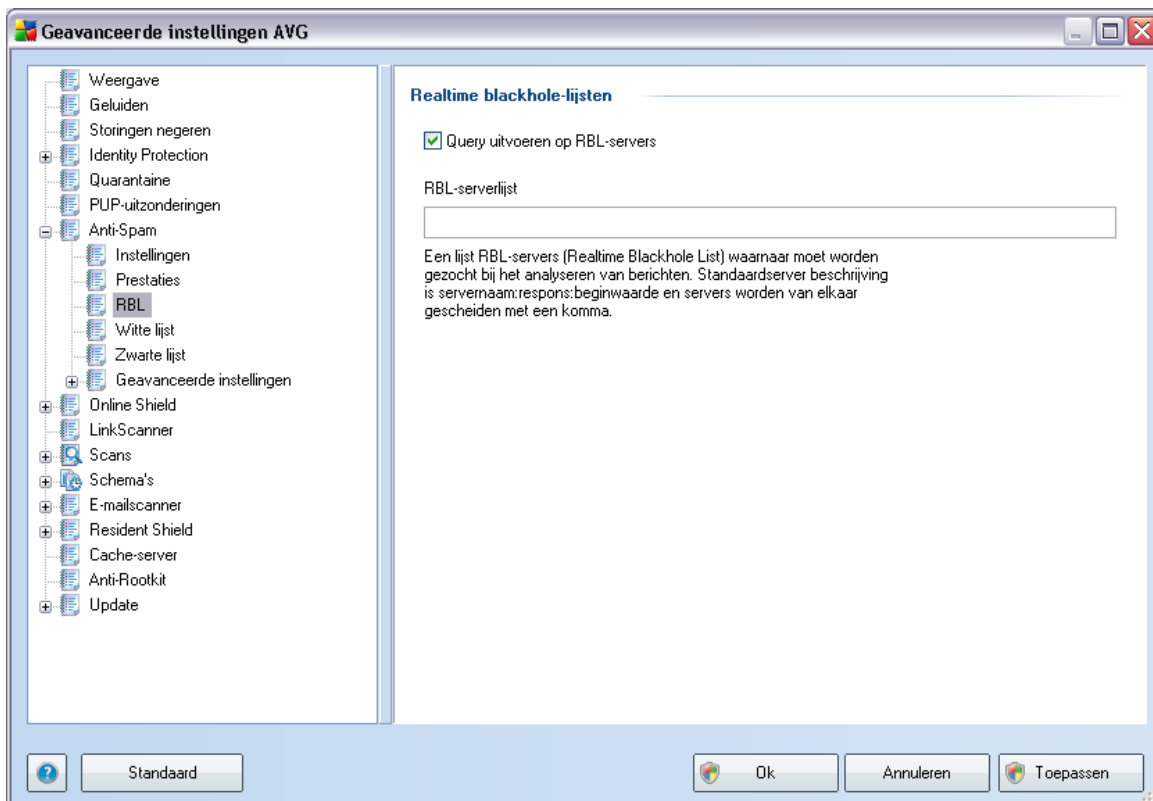 Geavanceerde instellingen AVG
Weergave
Geluiden
Storingen negeren
Identity Protection
Quarantaine
PUP-uitzonderingen
Anti-Spam
Instellingen
Prestaties
RBL
Witte lijst
Zwarte lijst
Geavanceerde instellingen
Online Shield
LinkScanner
Scans
Schema's
E-mailscanner
Resident Shield
Cache-server
Anti-Rootkit
Update
Realtime blackhole-lijsten
Query uitvoeren op RBL-servers
RBL-serverlijst
Een lijst RBL-servers (Realtime Blackhole List) waarnaar moet worden
gezocht bij het analyseren van berichten. Standaardserver beschrijving
is servernaam:respons:beginwaarde en servers worden van elkaar
gescheiden met een komma.
Standaard
Ok
Annuleren
Toepassen